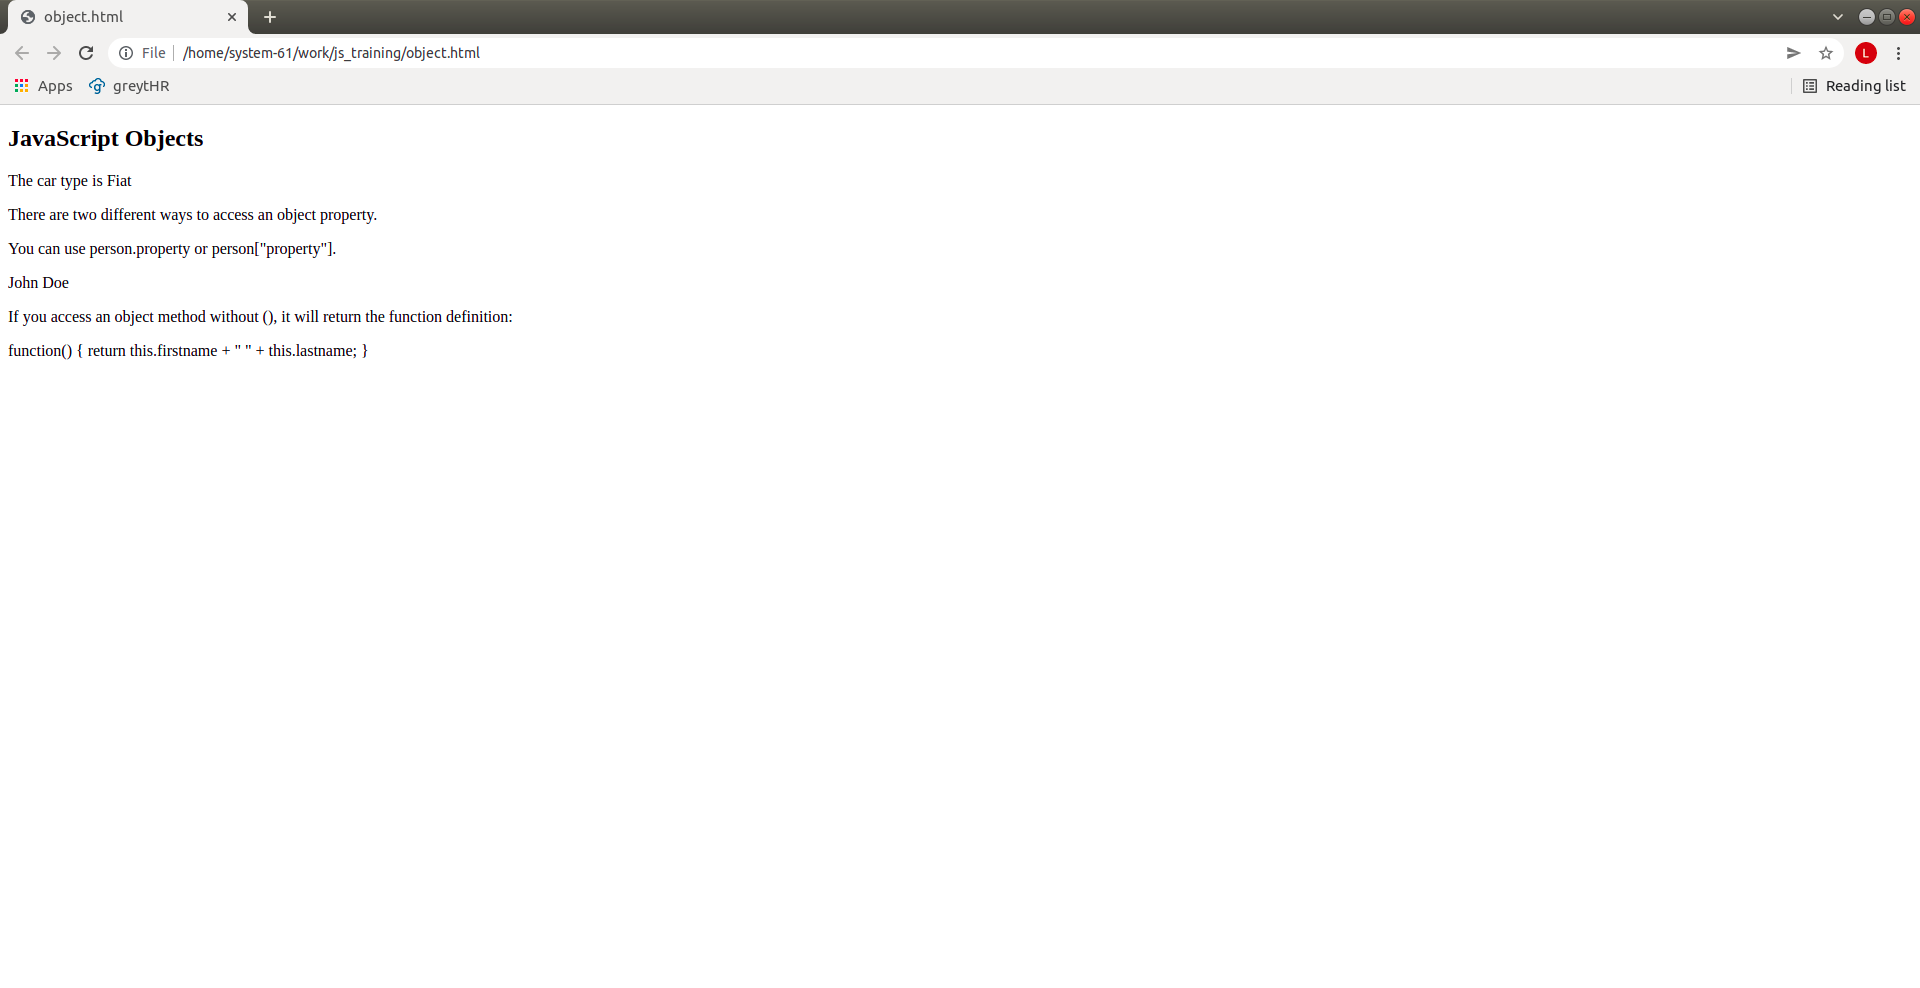 object.html
File
/home/system-61/work/js_training/object.html
L
Apps
greytHR
Reading list
JavaScript Objects
The car type is Fiat
There are two different ways to access an object property.
You can use person.property or person["property"].
John Doe
If you access an object method without (), it will return the function definition:
function() { return this.firstname + " " + this.lastname; }